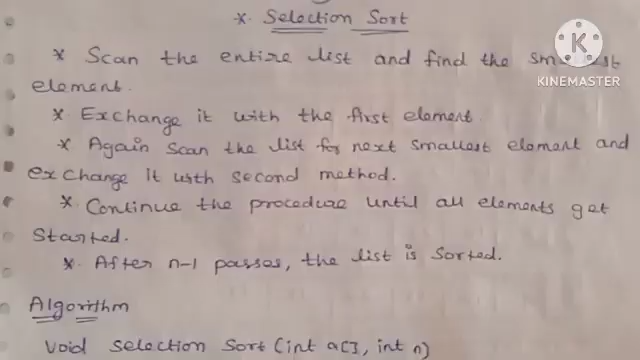 * Selection Sort
* Scan the entire list and find the smallest
element.
* Exchange it with the first element.
* Again scan the list for next smallest element and
exchange it with second method.
* Continue the procedure until all elements get
Started.
* After n-1 passes, the list is sorted.
Algorithm
Void Selection Sort (int a[], int n)
K
KINEMASTER